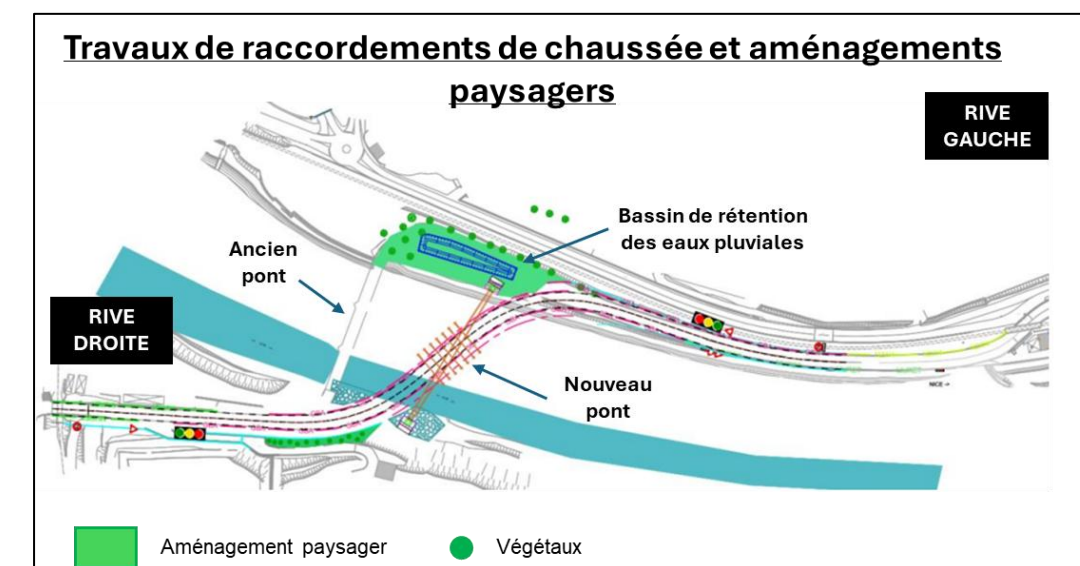 Travaux de raccordements de chaussée et aménagements
paysagers
RIVE
GAUCHE
Bassin de rétention
des eaux pluviales
Ancien
pont
RIVE
DROITE
Nouveau
pont
NICE
Aménagement paysager
Végétaux